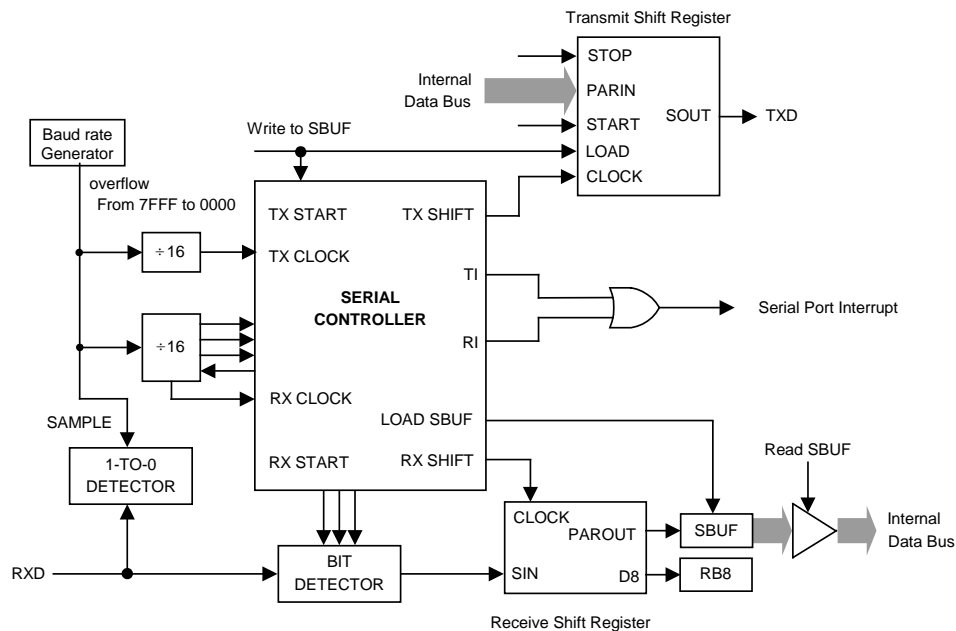 Transmit Shift Register
STOP
Internal
Data Bus
PARIN
START
SOUT
TXD
LOAD
CLOCK
Baud rate
Generator
Write to SBUF
overflow
From 7FFF to 0000
TX START
TX SHIFT
÷16
TX CLOCK
TI
SERIAL
CONTROLLER
Serial Port Interrupt
÷16
RI
RX CLOCK
LOAD SBUF
SAMPLE
1-TO-0
DETECTOR
RX START
RX SHIFT
Read SBUF
CLOCK
PAROUT
SBUF
Internal
Data Bus
RXD
BIT
DETECTOR
SIN
D8
RB8
Receive Shift Register